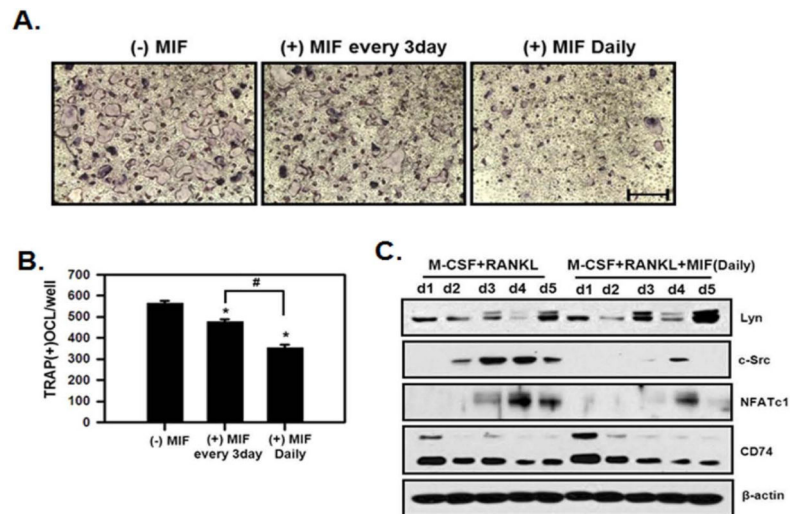 A.
(-) MIF (+) MIF every 3day (+) MIF Daily
B.
700
600
500
400
300
200
100
0
TRAP(+)OCL/well
#
* *
(-) MIF (+) MIF every 3day (+) MIF Daily
C.
M-CSF+RANKL M-CSF+RANKL+MIF(Daily)
d1 d2 d3 d4 d5 d1 d2 d3 d4 d5
Lyn
c-Src
NFATc1
CD74
β-actin